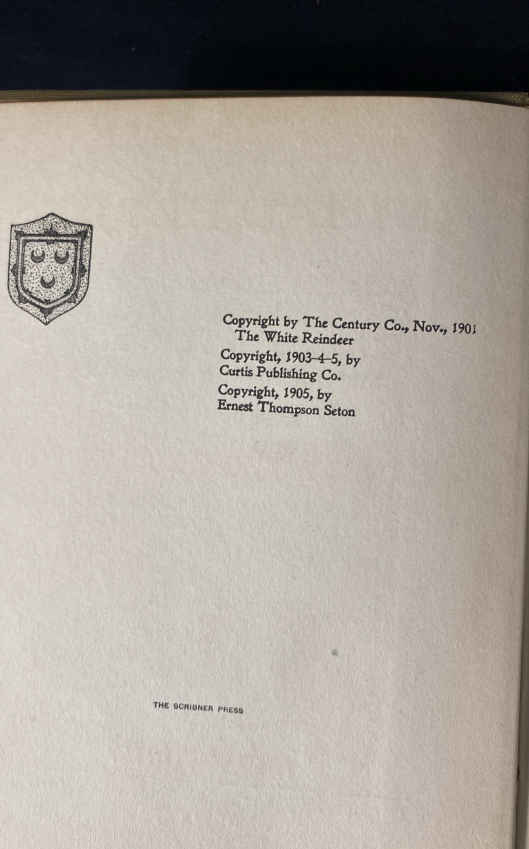 Copyright by The Century Co., Nov., 1901
The White Reindeer
Copyright, 1903-4-5, by
Curtis Publishing Co.
Copyright, 1905, by
Ernest Thompson Seton
THE SCRIBNER PRESS